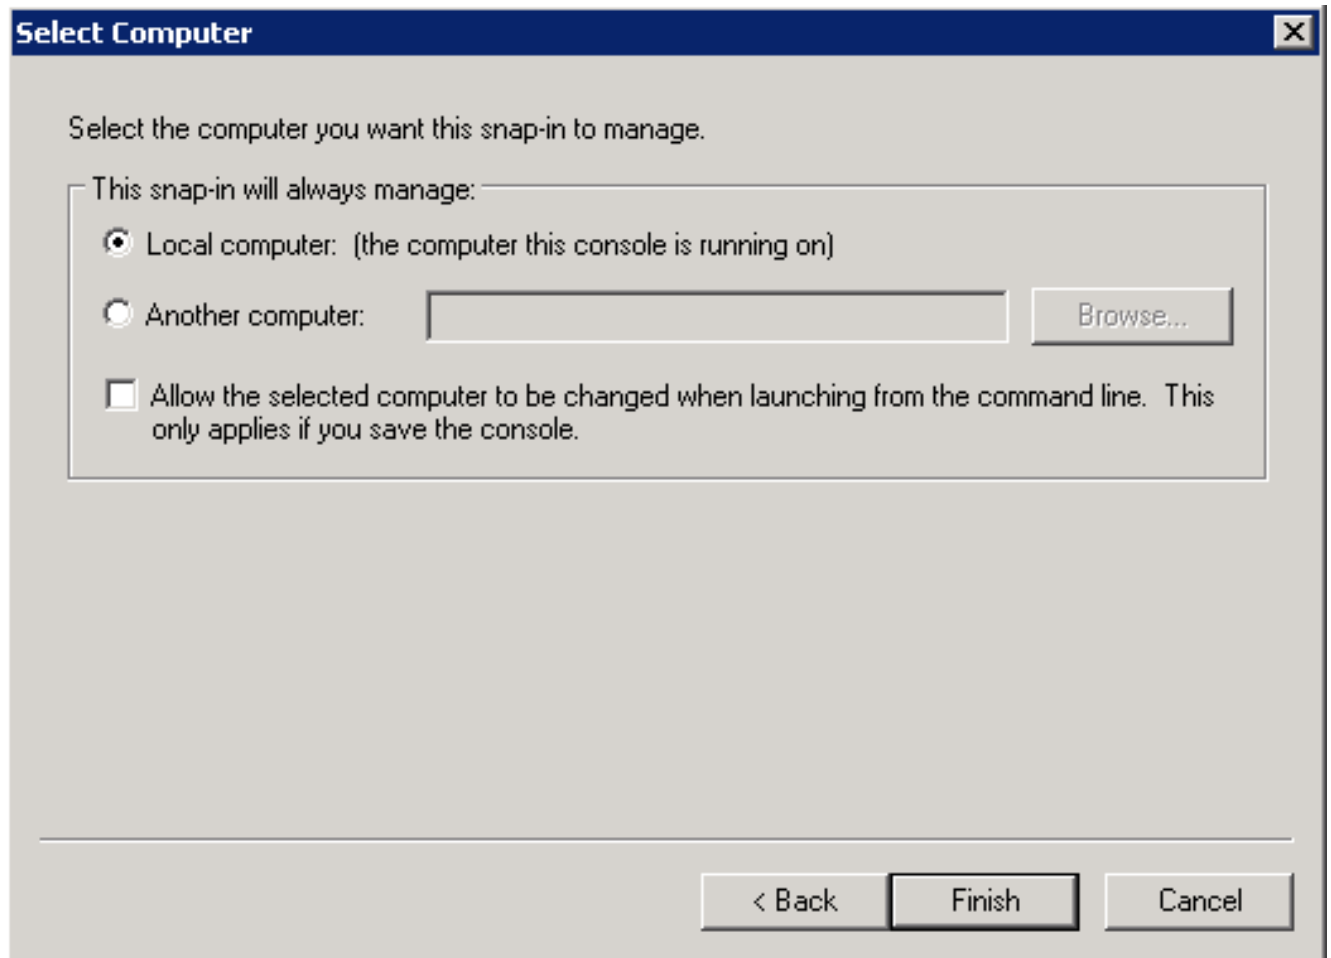 Select Computer
Select the computer you want this snap-in to manage.
This snap-in will always manage:
Local computer:  (the computer this console is running on)
Another computer:
Browse...
Allow the selected computer to be changed when launching from the command line.  This
only applies if you save the console.
< Back
Finish
Cancel